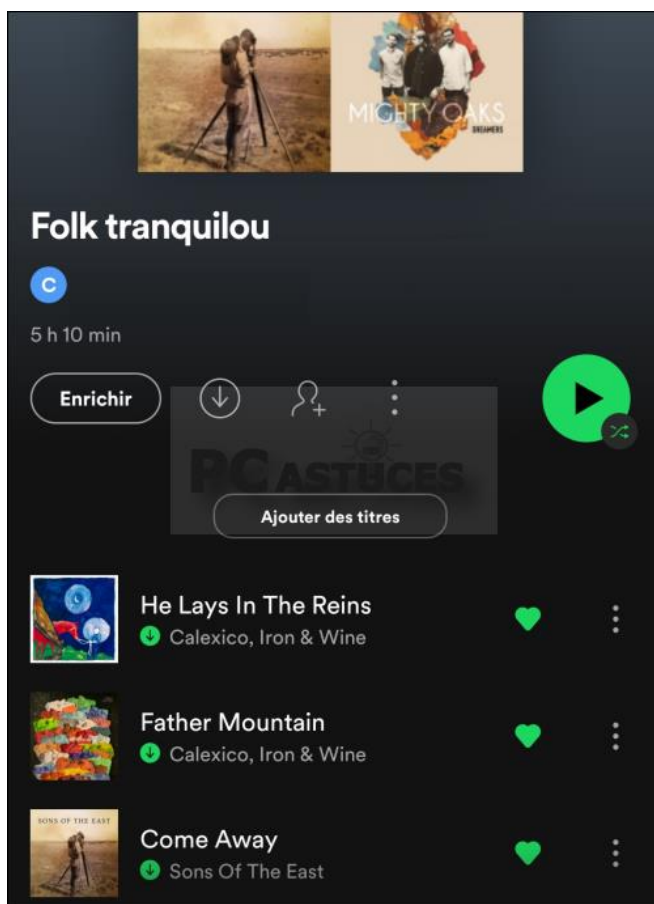 MIGHTY OAKS
DREAMERS
Folk tranquilou
C
5 h 10 min
Enrichir
PC ASTUCES
Ajouter des titres
He Lays In The Reins
Calexico, Iron & Wine
Father Mountain
Calexico, Iron & Wine
SONS OF THE EAST
Come Away
Sons Of The East